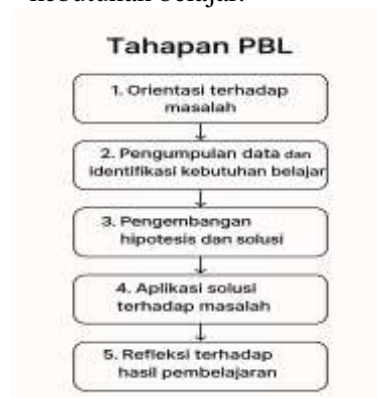 kebutuhan belajar.
Tahapan PBL
1. Orientasi terhadap
masalah
2. Pengumpulan data dan
identifikasi kebutuhan belajar
3. Pengembangan
hipotesis dan solusi
4. Aplikasi solusi
terhadap masalah
5. Refleksi terhadap
hasil pembelajaran